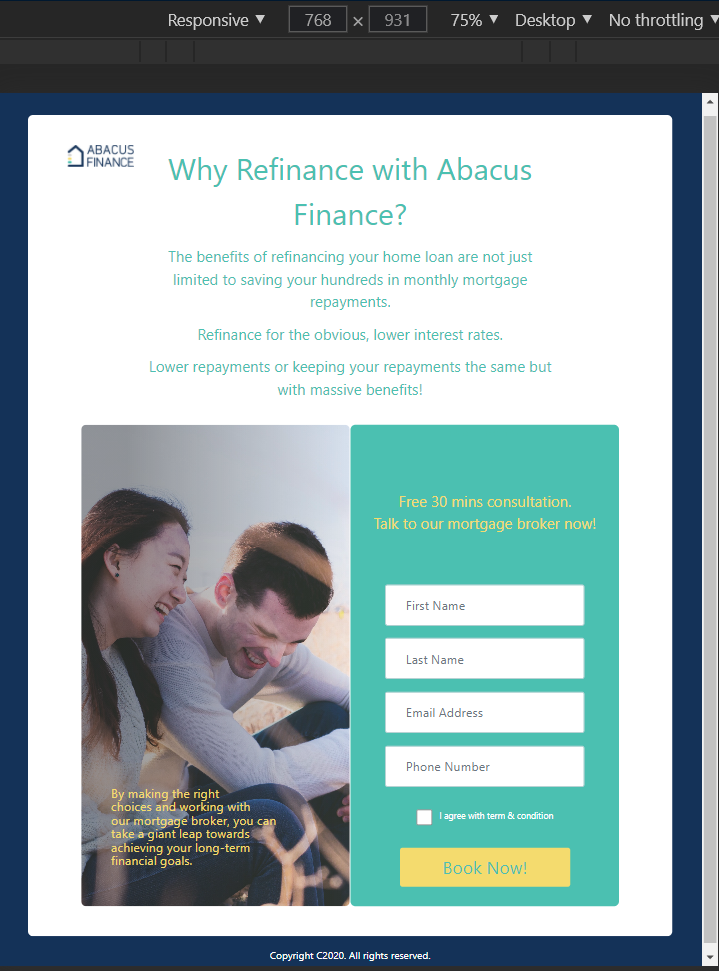 Responsive ▼ 768 × 931 75% ▼ Desktop ▼ No throttling ▼
ABACUS
FINANCE
Why Refinance with Abacus
Finance?
The benefits of refinancing your home loan are not just
limited to saving your hundreds in monthly mortgage
repayments.
Refinance for the obvious, lower interest rates.
Lower repayments or keeping your repayments the same but
with massive benefits!
By making the right
choices and working with
our mortgage broker, you can
take a giant leap towards
achieving your long-term
financial goals.
Free 30 mins consultation.
Talk to our mortgage broker now!
First Name
Last Name
Email Address
Phone Number
I agree with term & condition
Book Now!
Copyright C2020. All rights reserved.